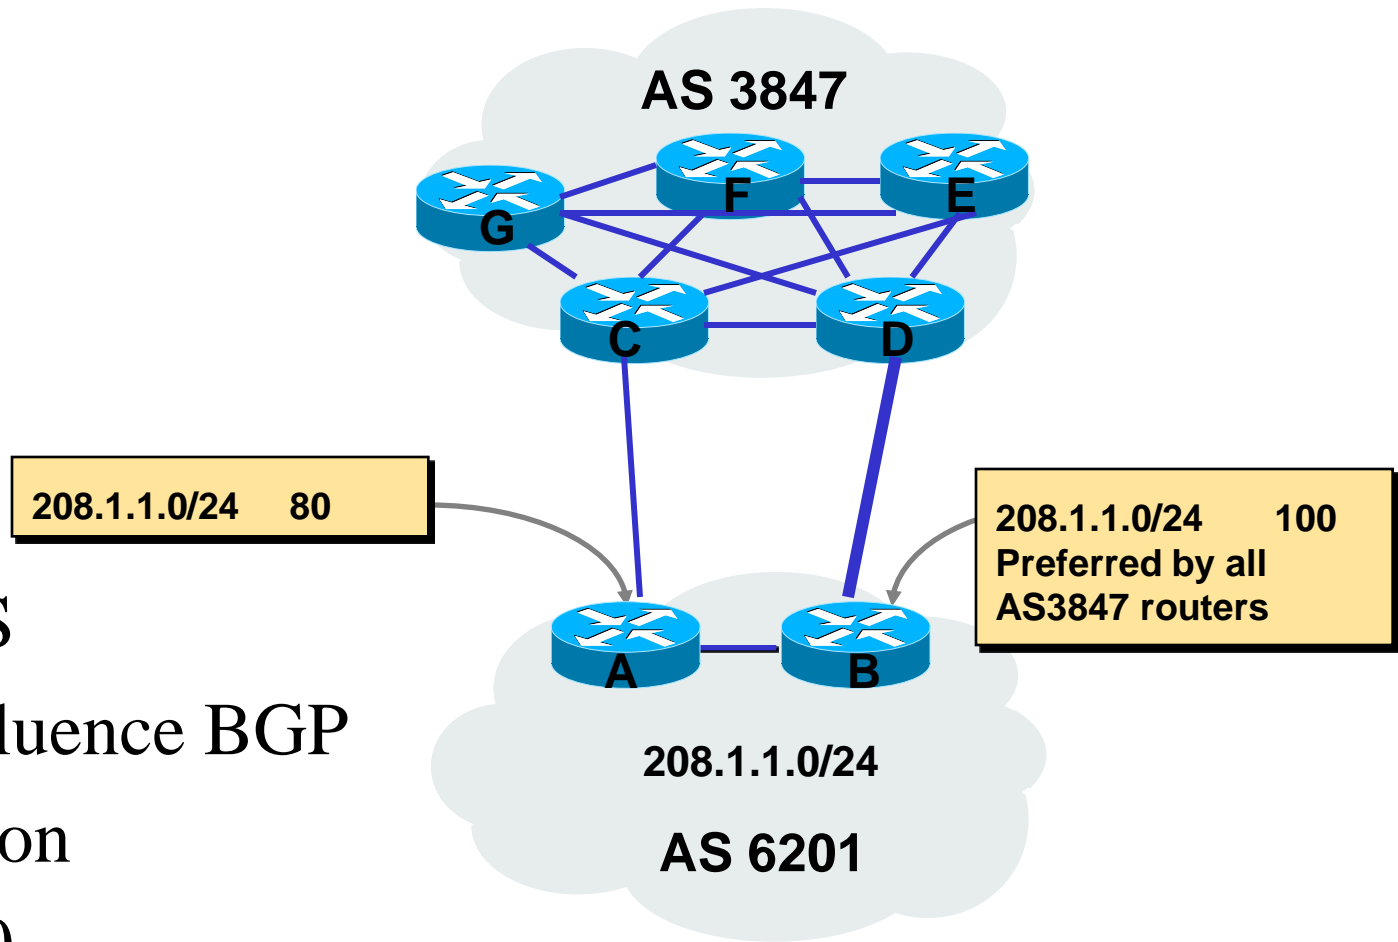 AS 3847
F
E
G
C
D
208.1.1.0/24 80
208.1.1.0/24 100
Preferred by all
AS3847 routers
A
B
208.1.1.0/24
AS 6201
S
luence BGP
on